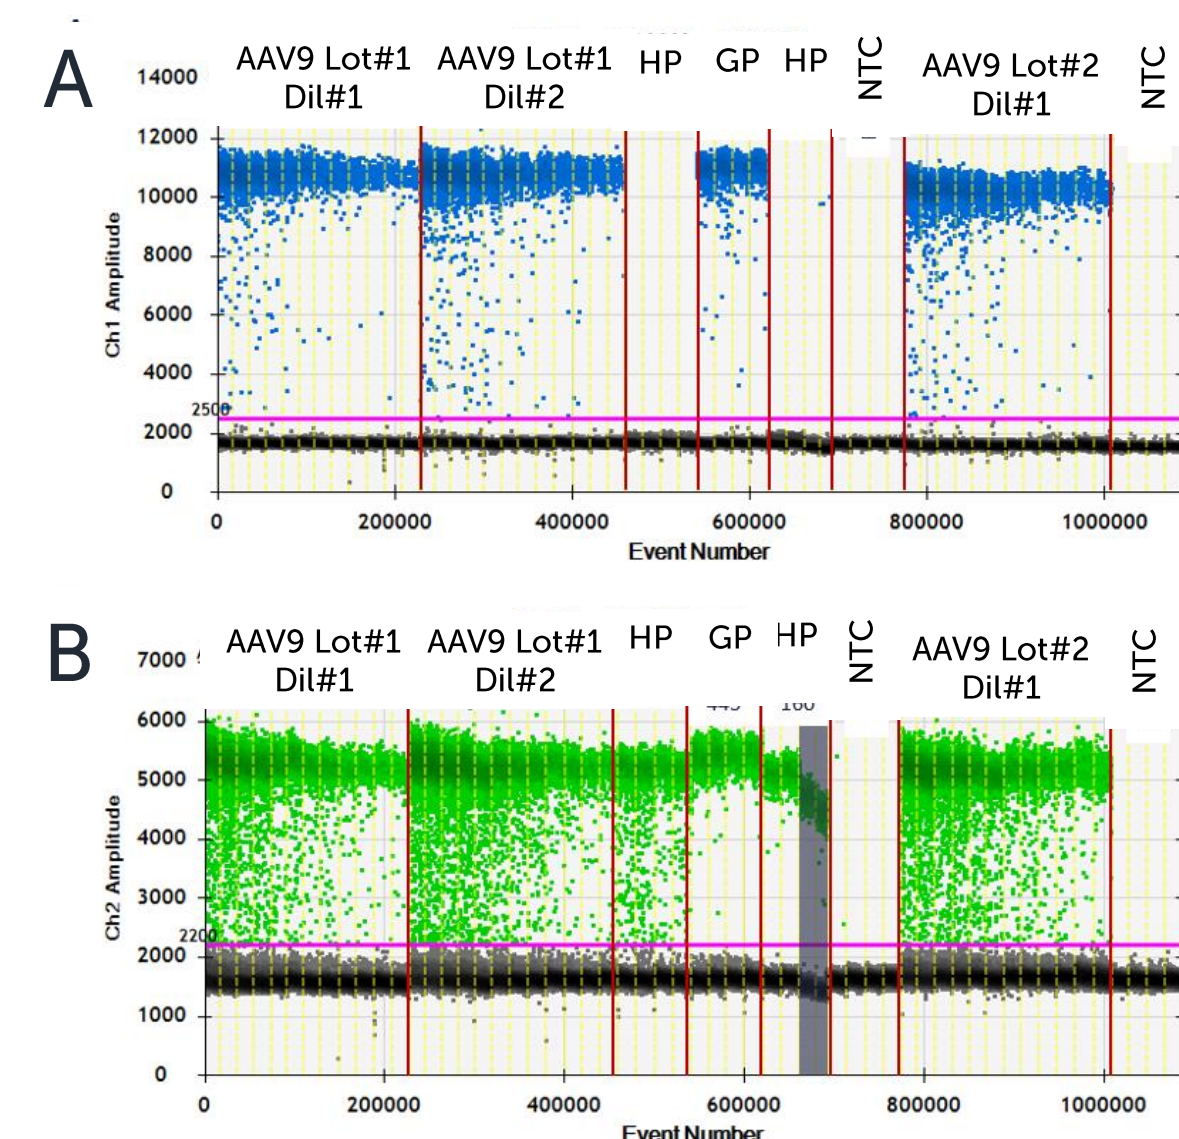 A
AAV9 Lot#1
Dil#1
AAV9 Lot#1
Dil#2
HP
GP
HP
NTC
AAV9 Lot#2
Dil#1
NTC
14000
12000
10000
8000
6000
4000
2500
2000
0
Ch1 Amplitude
0 200000 400000 600000 800000 1000000
Event Number
B
AAV9 Lot#1
Dil#1
AAV9 Lot#1
Dil#2
HP
GP
HP
NTC
AAV9 Lot#2
Dil#1
NTC
7000
6000
5000
4000
3000
2200
2000
1000
0
Ch2 Amplitude
0 200000 400000 600000 800000 1000000
Event Number